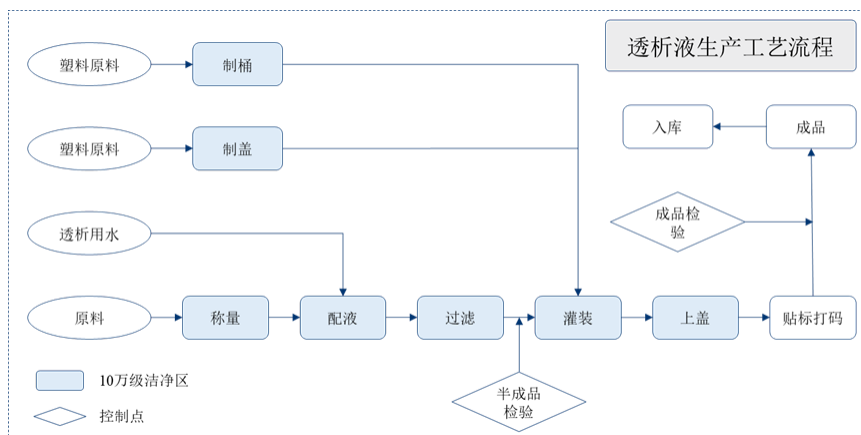 透析液生产工艺流程
塑料原料
制桶
塑料原料
制盖
入库
成品
成品检
验
透析用水
原料
称量
配液
过滤
灌装
上盖
贴标打码
半成品
检验
10万级洁净区
控制点